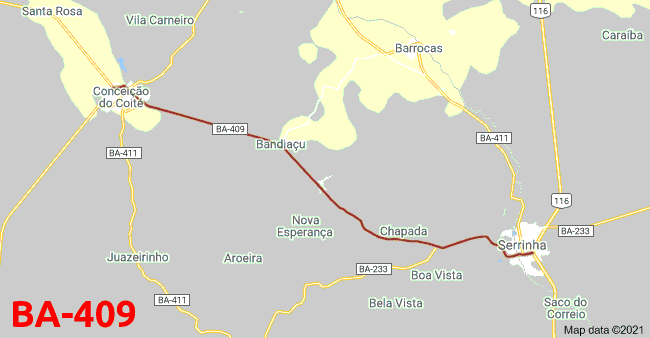 Santa Rosa
Vila Carneiro
116
Caraíba
Barrocas
Conceição
do Coité
BA-409
BA-411
Bandiaçu
BA-411
116
Nova
Esperança
Chapada
BA-233
Serrinha
Juazeirinho
Aroeira
BA-233
Boa Vista
BA-411
Bela Vista
Saco do
Correio
BA-409
Map data ©2021